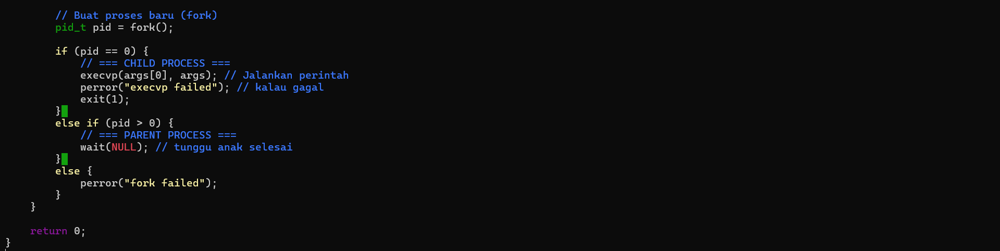 // Buat proses baru (fork)
pid_t pid = fork();
if (pid == 0) {
// === CHILD PROCESS ===
execvp(args[0], args); // Jalankan perintah
perror("execvp failed"); // kalau gagal
exit(1);
}
else if (pid > 0) {
// === PARENT PROCESS ===
wait(NULL); // tunggu anak selesai
}
else {
perror("fork failed");
}
}
return 0;
}